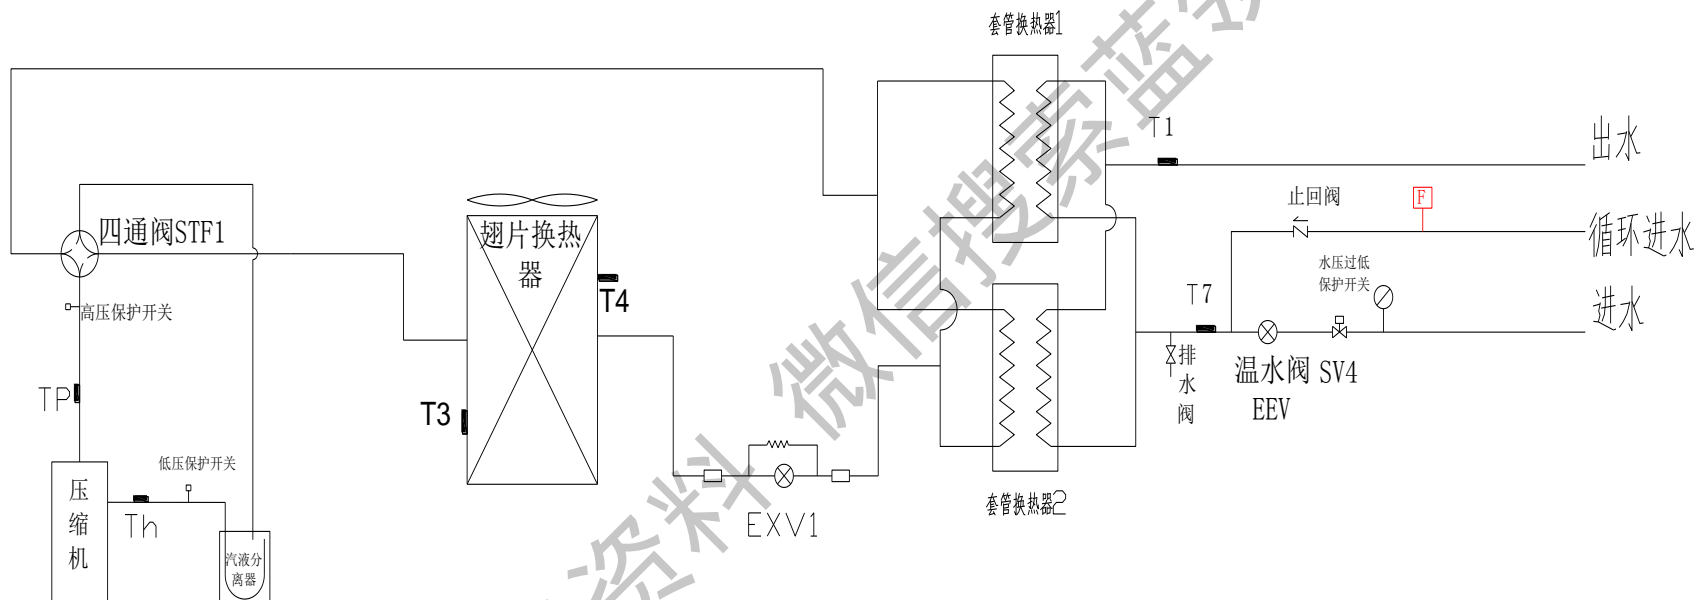 套管换热器1
T1
出水
止回阀
F
循环进水
四通阀STF1
翅片换热
器
T4
水压过低
保护开关
T7
进水
高压保护开关
排
水
阀
温水阀 SV4
EEV
TP
T3
低压保护开关
压
缩
机
Th
套管换热器2
EXV1
汽液分
离器
资料 微信搜索蓝领